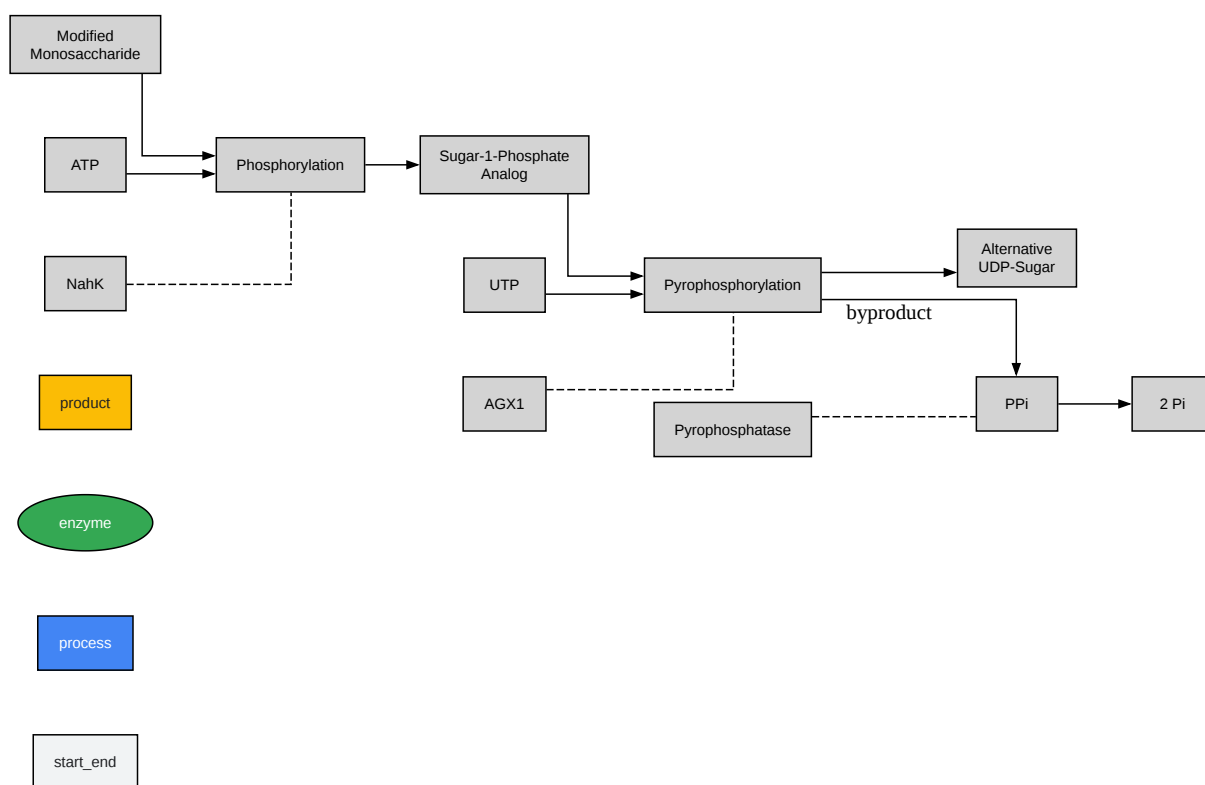 Modified
Monosaccharide
ATP
Phosphorylation
Sugar-1-Phosphate
Analog
NahK
UTP
Pyrophosphorylation
Alternative
UDP-Sugar
byproduct
product
AGX1
Pyrophosphatase
PPi
2 Pi
enzyme
process
start_end